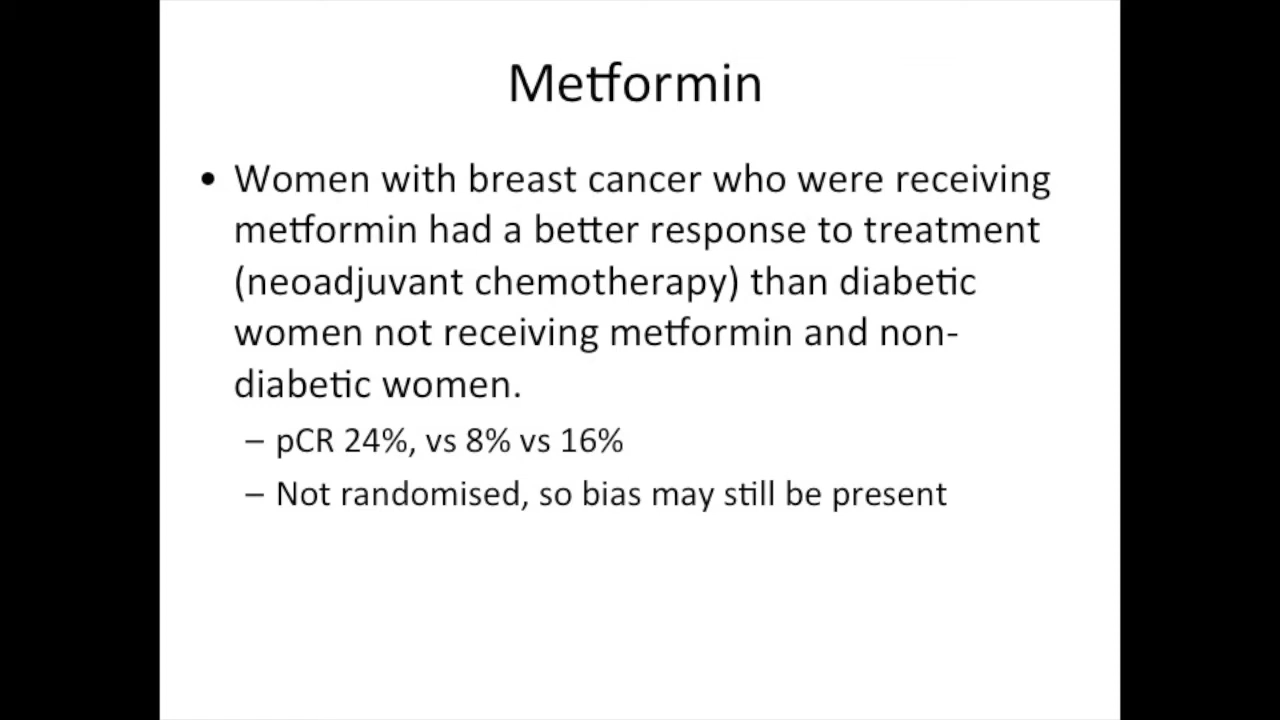 Metformin
• Women with breast cancer who were receiving
metformin had a better response to treatment
(neoadjuvant chemotherapy) than diabetic
women not receiving metformin and non-
diabetic women.
– pCR 24%, vs 8% vs 16%
– Not randomised, so bias may still be present